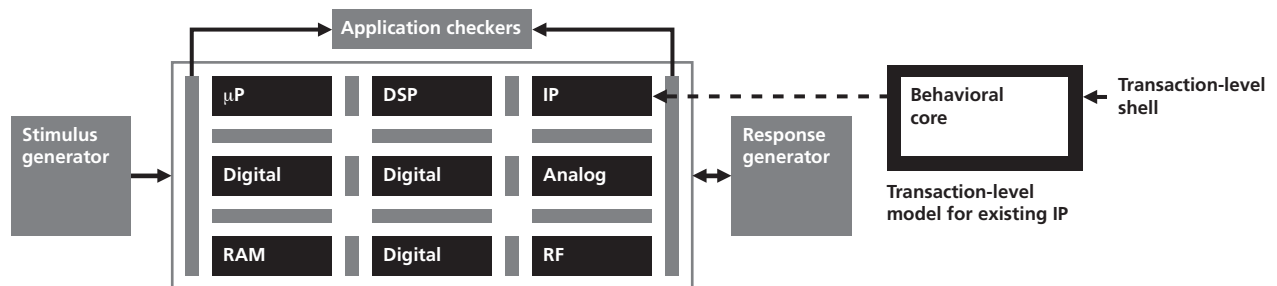 Application checkers
μP
DSP
IP
Behavioral
core
Transaction-level
shell
Stimulus
generator
Response
generator
Digital
Digital
Analog
Transaction-level
model for existing IP
RAM
Digital
RF